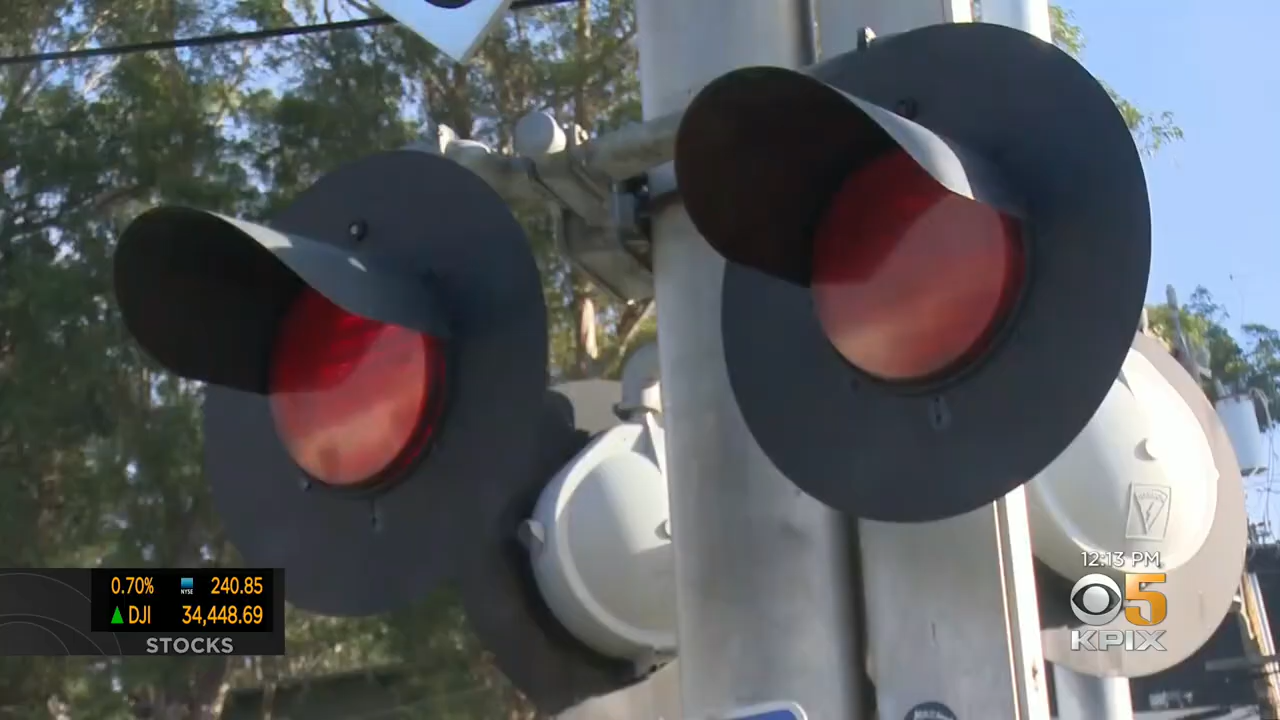 0.70% NYSE 240.85
DJI 34,448.69
STOCKS
12:13 PM
5
KPIX